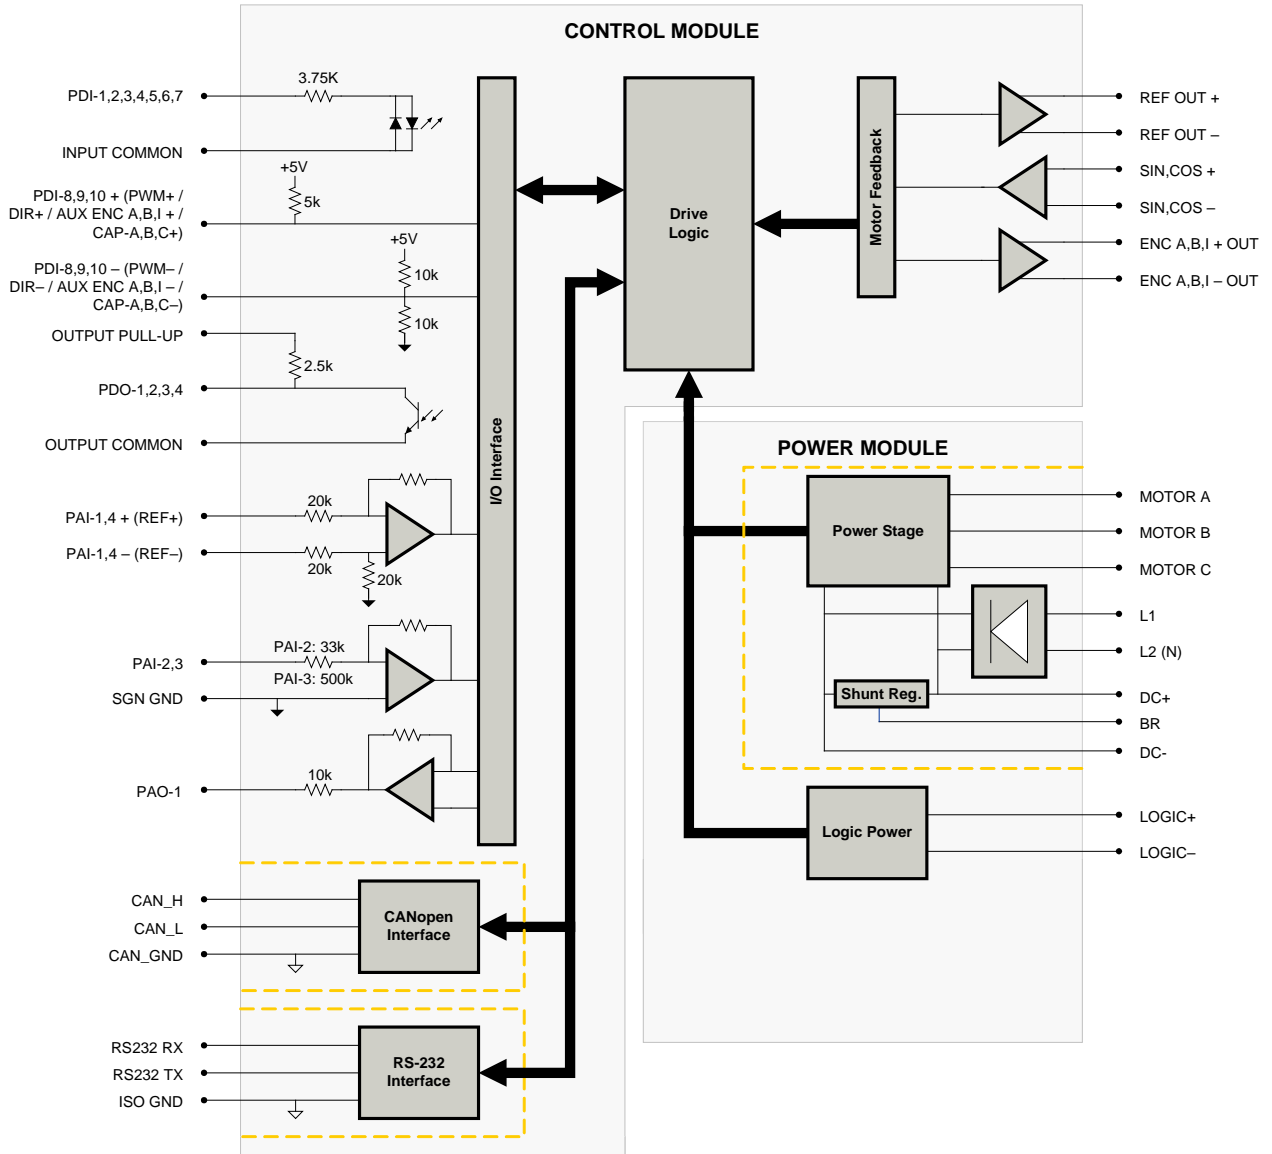 CONTROL MODULE
3.75K
PDI-1,2,3,4,5,6,7
INPUT COMMON
+5V
5k
PDI-8,9,10 + (PWM+ /
DIR+ / AUX ENC A,B,I + /
CAP-A,B,C+)
+5V
10k
PDI-8,9,10 – (PWM– /
DIR– / AUX ENC A,B,I – /
CAP-A,B,C–)
10k
OUTPUT PULL-UP
2.5k
PDO-1,2,3,4
OUTPUT COMMON
20k
PAI-1,4 + (REF+)
PAI-1,4 – (REF–)
20k
20k
PAI-2: 33k
PAI-2,3
PAI-3: 500k
SGN GND
10k
PAO-1
I/O Interface
Drive
Logic
Motor Feedback
REF OUT +
REF OUT –
SIN,COS +
SIN,COS –
ENC A,B,I + OUT
ENC A,B,I – OUT
POWER MODULE
Power Stage
MOTOR A
MOTOR B
MOTOR C
L1
L2 (N)
Shunt Reg.
DC+
BR
DC-
Logic Power
LOGIC+
LOGIC–
CAN_H
CAN_L
CAN_GND
CANopen
Interface
RS232 RX
RS232 TX
ISO GND
RS-232
Interface